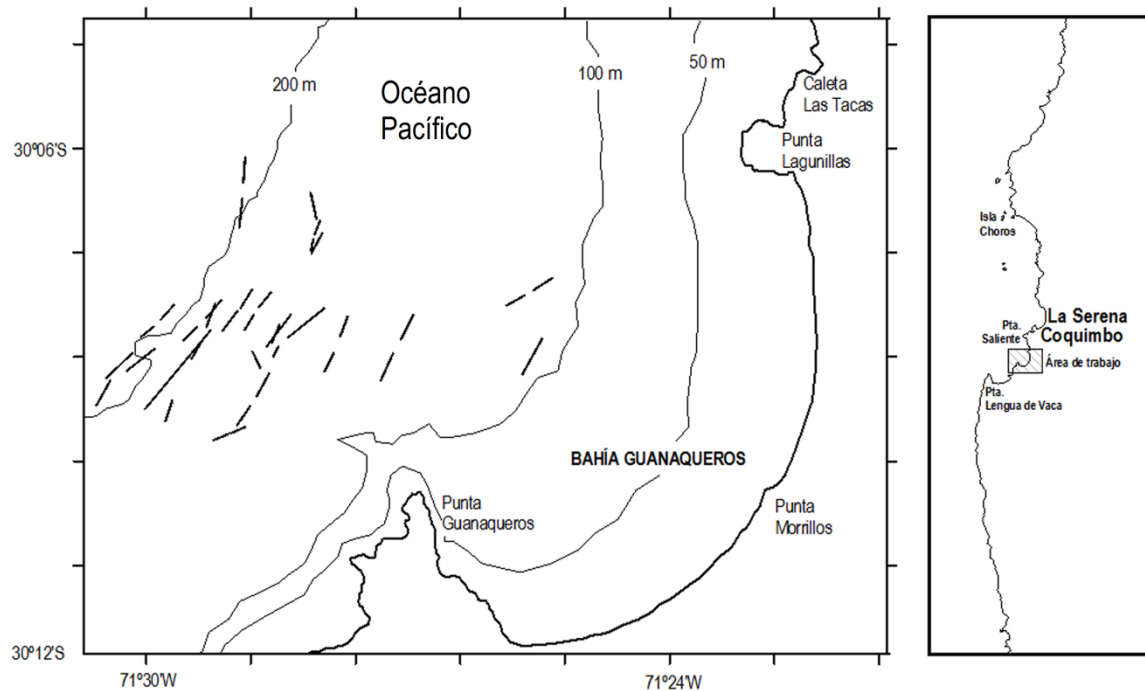 200 m
Océano
Pacífico
100 m
50 m
Caleta
Las Tacas
Punta
Lagunillas
30º06'S
BAHÍA GUANAQUEROS
Punta
Guanaqueros
Punta
Morrillos
30º12'S
71º30'W
71º24'W
Isla
Choros
La Serena
Coquimbo
Pta.
Saliente
Área de trabajo
Pta.
Lengua de Vaca